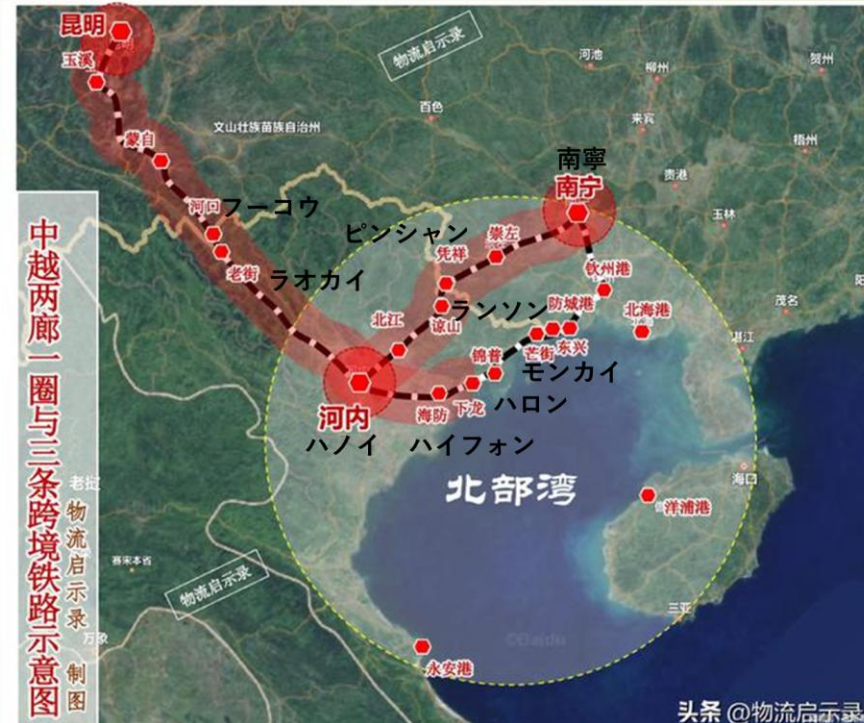 昆明
玉溪
物流启示录
河池
柳州
贺州
百色
文山壮族苗族自治州
来宾
梧州
蒙自
南寧
南宁
贵港
玉林
河口
フーコウ
ピンシャン
凭祥
崇左
老街
ラオカイ
钦州港
北江
谅山
ランソン
防城港
北海港
茂名
湛江
锦普
芒街
东兴
モンカイ
河内
海防
下龙
ハロン
ハノイ
ハイフォン
北部湾
海口
洋浦港
三亚
永安港
老挝
赛宋本省
物流启示录
万象
中越两廊一圈与三条跨境铁路示意图
物流启示录 制图
©Baidu
头条 @物流启示录